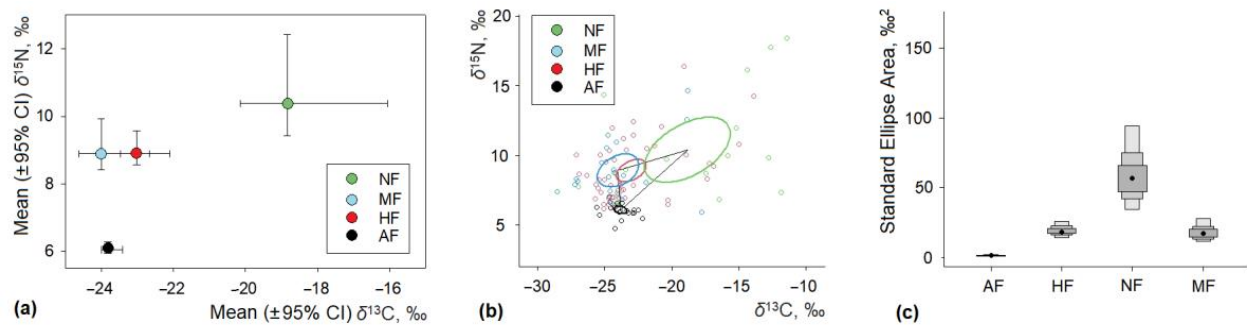 Mean (±95% CI) δ¹⁵N, ‰
12
10
8
6
NF
MF
HF
AF
−24 −22 −20 −18 −16
(a) Mean (±95% CI) δ¹³C, ‰
δ¹⁵N, ‰
20
15
10
5
NF
MF
HF
AF
−30 −25 −20 −15 −10
(b) δ¹³C, ‰
Standard Ellipse Area, ‰²
150
100
50
0
AF HF NF MF
(c)